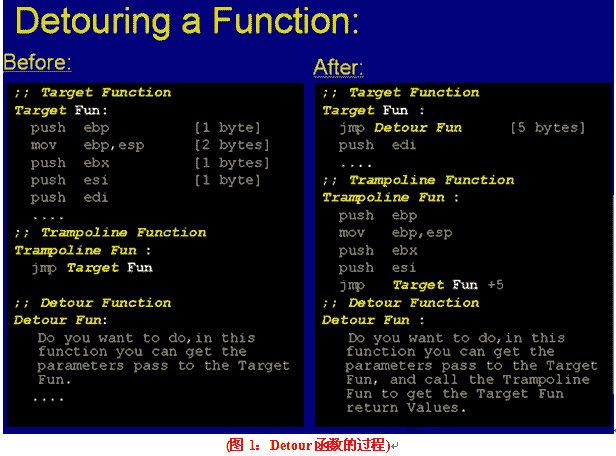 Detouring a Function:
Before:
;; Target Function
Target Fun:
push ebp [1 byte]
mov ebp,esp [2 bytes]
push ebx [1 bytes]
push esi [1 byte]
push edi
....
;; Trampoline Function
Trampoline Fun :
jmp Target Fun
;; Detour Function
Detour Fun:
Do you want to do,in this
function you can get the
parameters pass to the Target
Fun.
....
After:
;; Target Function
Target Fun :
jmp Detour Fun [5 bytes]
push edi
....
;; Trampoline Function
Trampoline Fun :
push ebp
mov ebp,esp
push ebx
push esi
jmp Target Fun +5
;; Detour Function
Detour Fun :
Do you want to do,in this
function you can get the
parameters pass to the Target
Fun, and call the Trampoline
Fun to get the Target Fun
return Values.
(图 1：Detour 函数的过程)